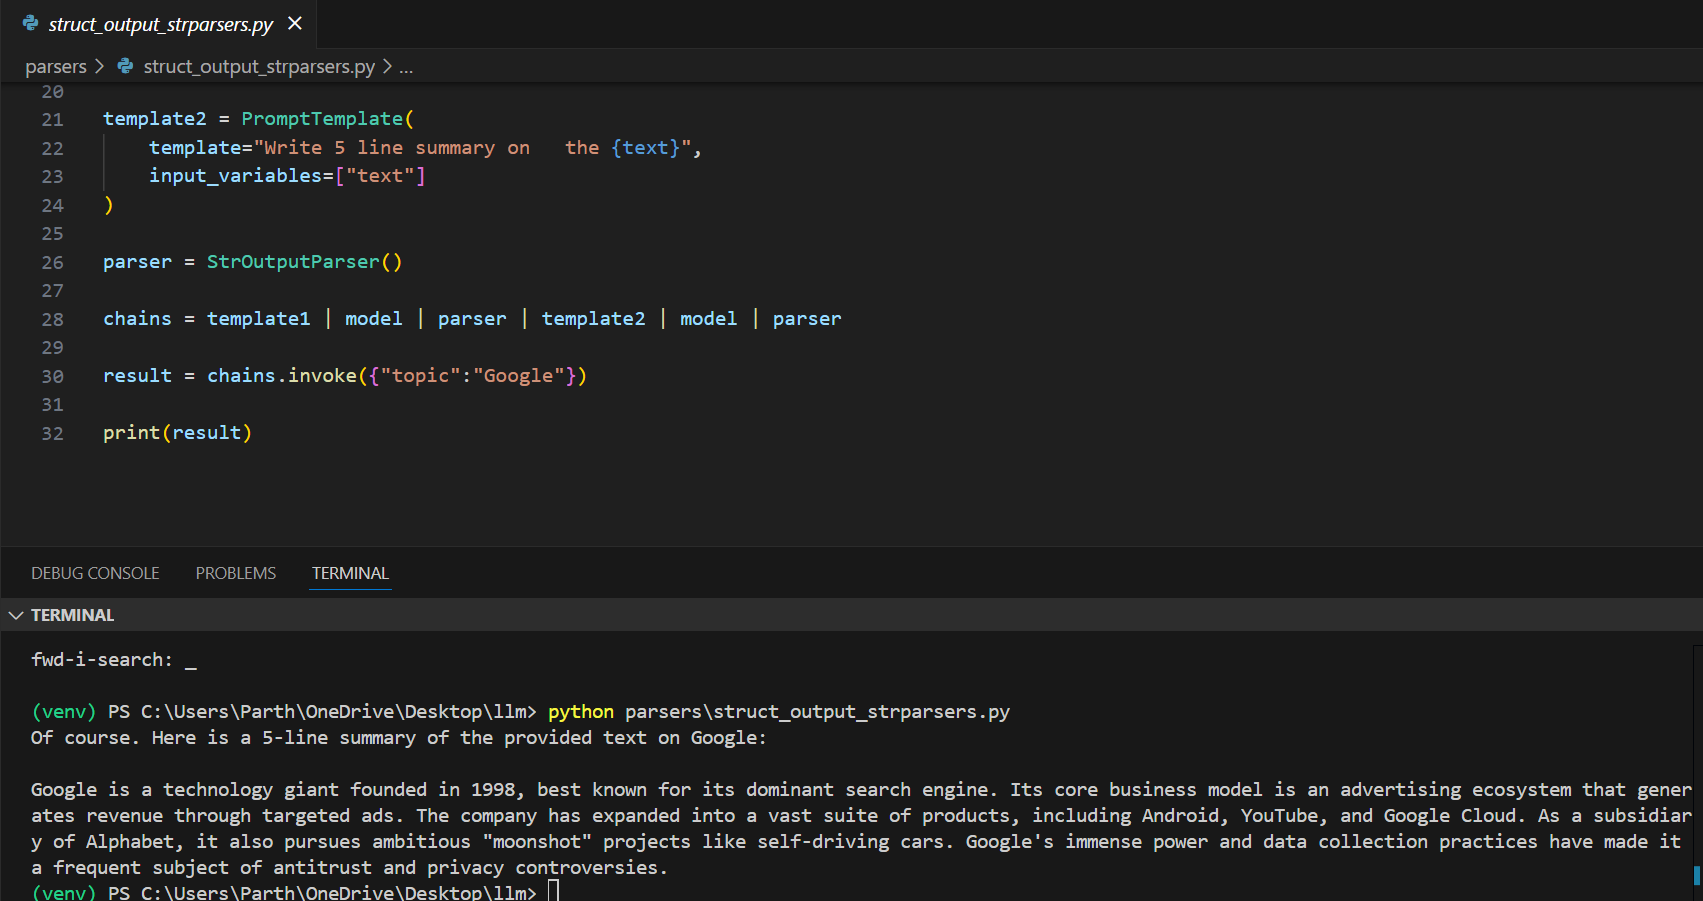 struct_output_strparsers.py ×
parsers > struct_output_strparsers.py > ...
20
21 template2 = PromptTemplate(
22     template="Write 5 line summary on   the {text}",
23     input_variables=["text"]
24 )
25
26 parser = StrOutputParser()
27
28 chains = template1 | model | parser | template2 | model | parser
29
30 result = chains.invoke({"topic":"Google"})
31
32 print(result)
DEBUG CONSOLE PROBLEMS TERMINAL
TERMINAL
fwd-i-search: _
(venv) PS C:\Users\Parth\OneDrive\Desktop\llm> python parsers\struct_output_strparsers.py
Of course. Here is a 5-line summary of the provided text on Google:
Google is a technology giant founded in 1998, best known for its dominant search engine. Its core business model is an advertising ecosystem that gener
ates revenue through targeted ads. The company has expanded into a vast suite of products, including Android, YouTube, and Google Cloud. As a subsidiar
y of Alphabet, it also pursues ambitious "moonshot" projects like self-driving cars. Google's immense power and data collection practices have made it
a frequent subject of antitrust and privacy controversies.
(venv) PS C:\Users\Parth\OneDrive\Desktop\llm>